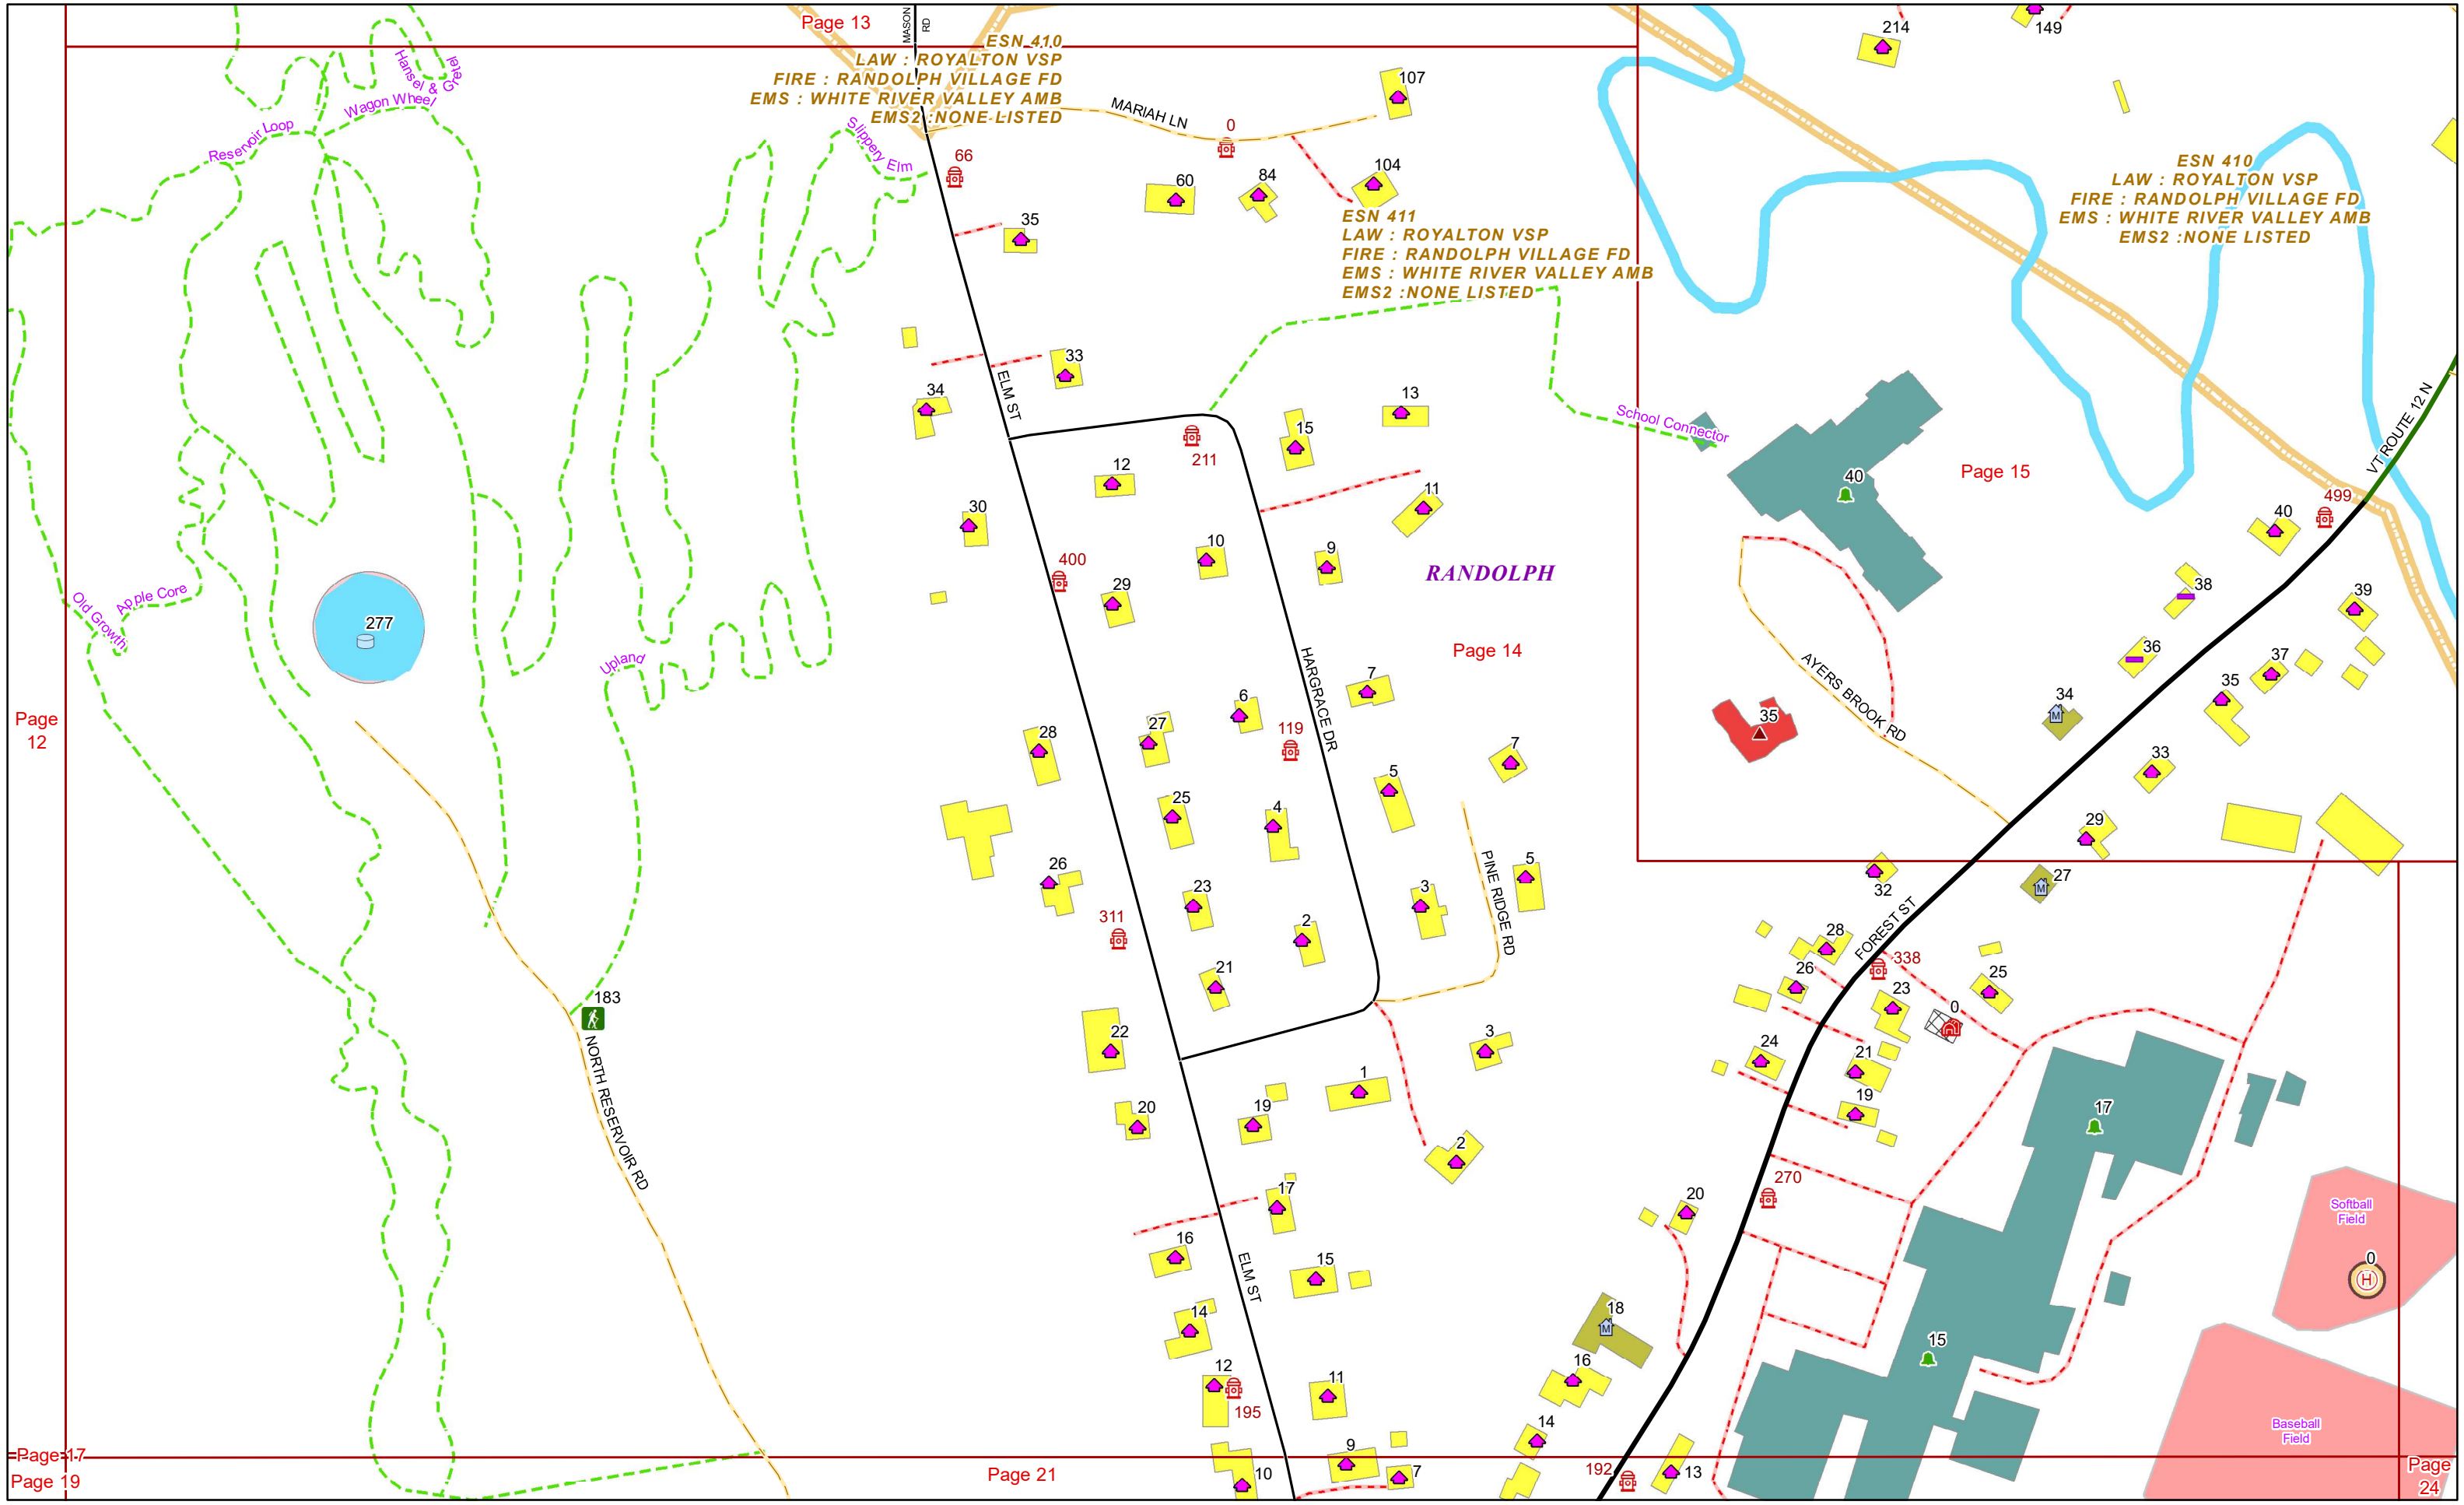 Page 13
MASON RD
ESN 410
LAW : ROYALTON VSP
FIRE : RANDOLPH VILLAGE FD
EMS : WHITE RIVER VALLEY AMB
EMS2 :NONE LISTED
Hansel & Gretel
Wagon Wheel
Reservoir Loop
Slippery Elm
MARIAH LN
107
0
66
60
84
104
35
214
149
ESN 410
LAW : ROYALTON VSP
FIRE : RANDOLPH VILLAGE FD
EMS : WHITE RIVER VALLEY AMB
EMS2 :NONE LISTED
ESN 411
LAW : ROYALTON VSP
FIRE : RANDOLPH VILLAGE FD
EMS : WHITE RIVER VALLEY AMB
EMS2 :NONE LISTED
33
34
ELM ST
13
15
211
12
11
School Connector
40
Page 15
VT ROUTE 12 N
499
30
400
10
9
29
RANDOLPH
40
38
39
36
37
35
34
33
Old Growth
Apple Core
277
Upland
Page 14
HARGRACE DR
7
AYERS BROOK RD
35
Page
12
28
27
6
119
7
5
25
4
29
26
23
3
5
PINE RIDGE RD
2
311
21
32
27
FOREST ST
28
338
26
25
23
0
183
NORTH RESERVOIR RD
22
3
24
21
1
19
20
19
2
17
17
270
20
Softball
Field
0
16
15
ELM ST
14
18
15
12
195
11
16
14
Baseball
Field
Page 17
Page 19
Page 21
10
9
7
192
13
Page
24